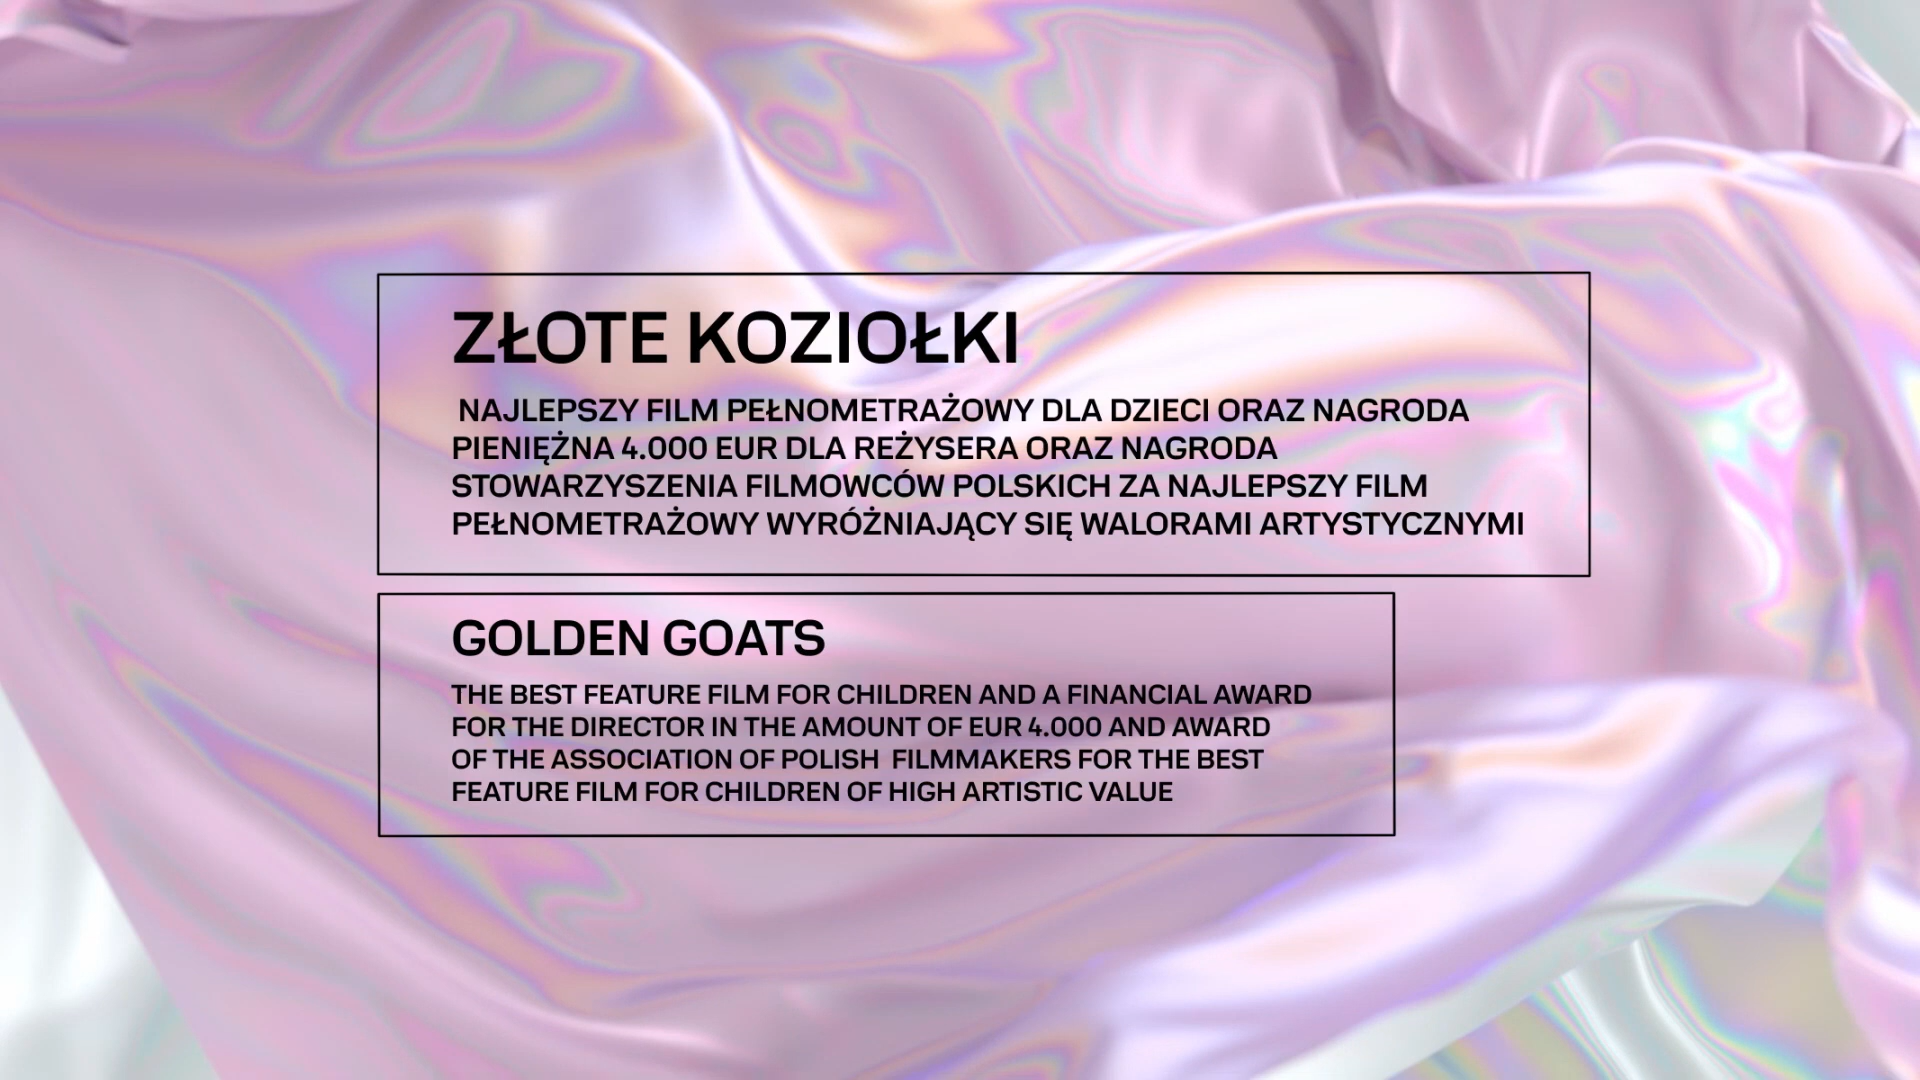 ZŁOTE KOZIOŁKI
NAJLEPSZY FILM PEŁNOMETRAŻOWY DLA DZIECI ORAZ NAGRODA
PIENIĘŻNA 4.000 EUR DLA REŻYSERA ORAZ NAGRODA
STOWARZYSZENIA FILMOWCÓW POLSKICH ZA NAJLEPSZY FILM
PEŁNOMETRAŻOWY WYRÓŻNIAJĄCY SIĘ WALORAMI ARTYSTYCZNYMI
GOLDEN GOATS
THE BEST FEATURE FILM FOR CHILDREN AND A FINANCIAL AWARD
FOR THE DIRECTOR IN THE AMOUNT OF EUR 4.000 AND AWARD
OF THE ASSOCIATION OF POLISH FILMMAKERS FOR THE BEST
FEATURE FILM FOR CHILDREN OF HIGH ARTISTIC VALUE